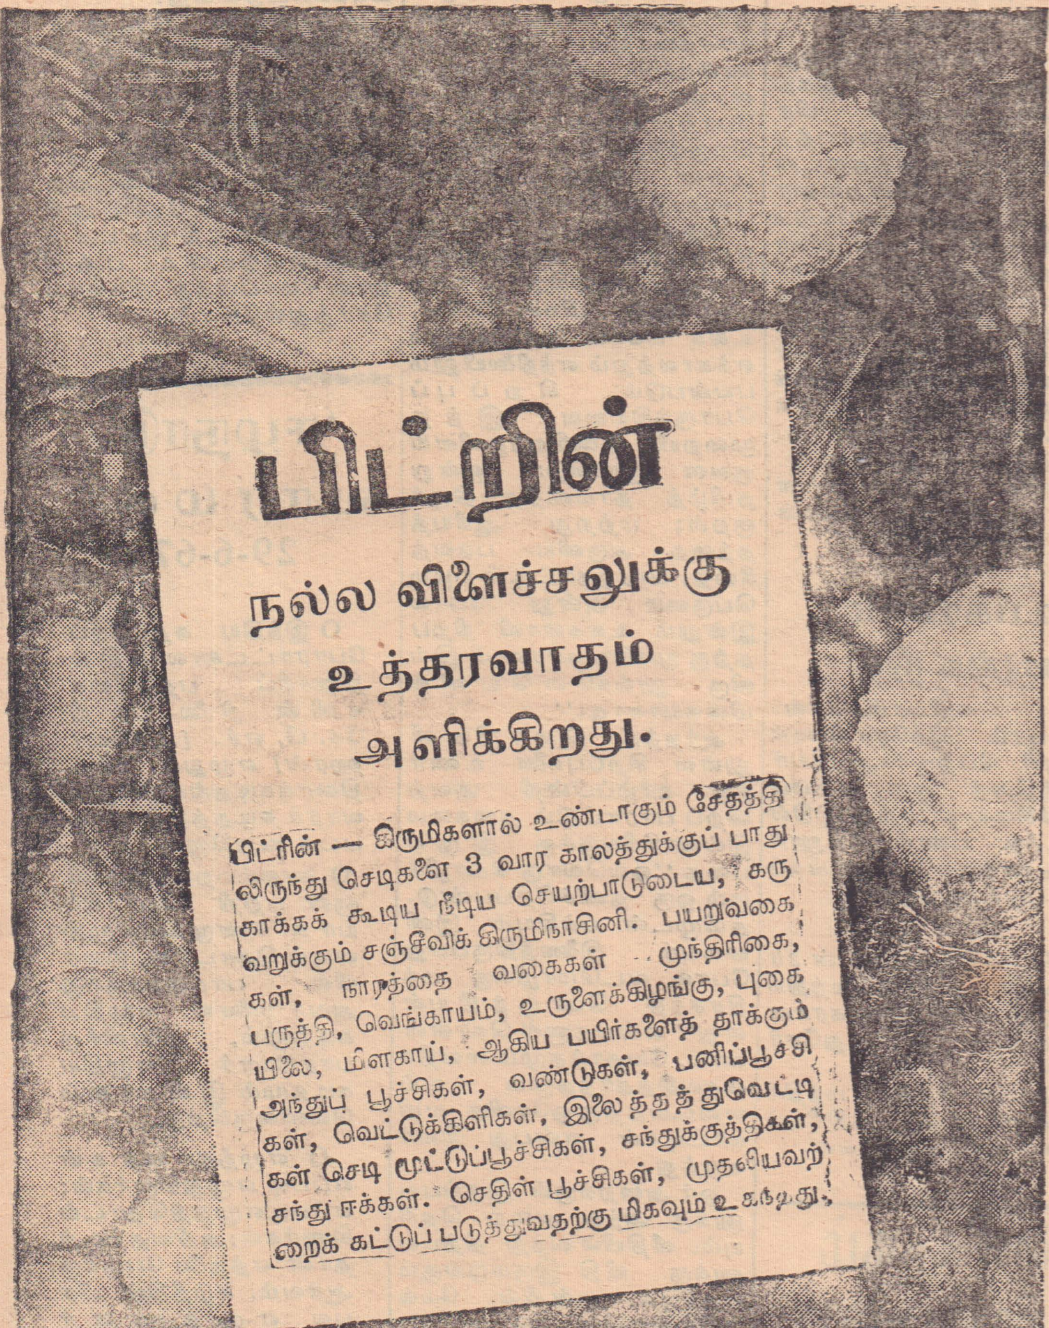 பிட்றின்
நல்ல விளைச்சலுக்கு
உத்தரவாதம்
அளிக்கிறது.
பிட்ரின் — கிருமிகளால் உண்டாகும் சேதத்தி
லிருந்து செடிகளை 3 வார காலத்துக்குப் பாது
காக்கக் கூடிய நீடிய செயற்பாடுடைய, கரு
வறுக்கும் சஞ்சீவிக் கிருமிநாசினி. பயறுவகை
கள், நாரத்தை வகைகள் முந்திரிகை,
பருத்தி, வெங்காயம், உருளைக்கிழங்கு, புகை
யிலை, மிளகாய், ஆகிய பயிர்களைத் தாக்கும்
அந்துப் பூச்சிகள், வண்டுகள், பனிப்பூச்சி
கள், வெட்டுக்கிளிகள், இலைத்தத்துவெட்டி
கள் செடி மூட்டுப்பூச்சிகள், சந்துக்குத்திகள்,
சந்து ஈக்கள். செதிள் பூச்சிகள், முதலியவற்
றைக் கட்டுப் படுத்துவதற்கு மிகவும் உகந்தது.